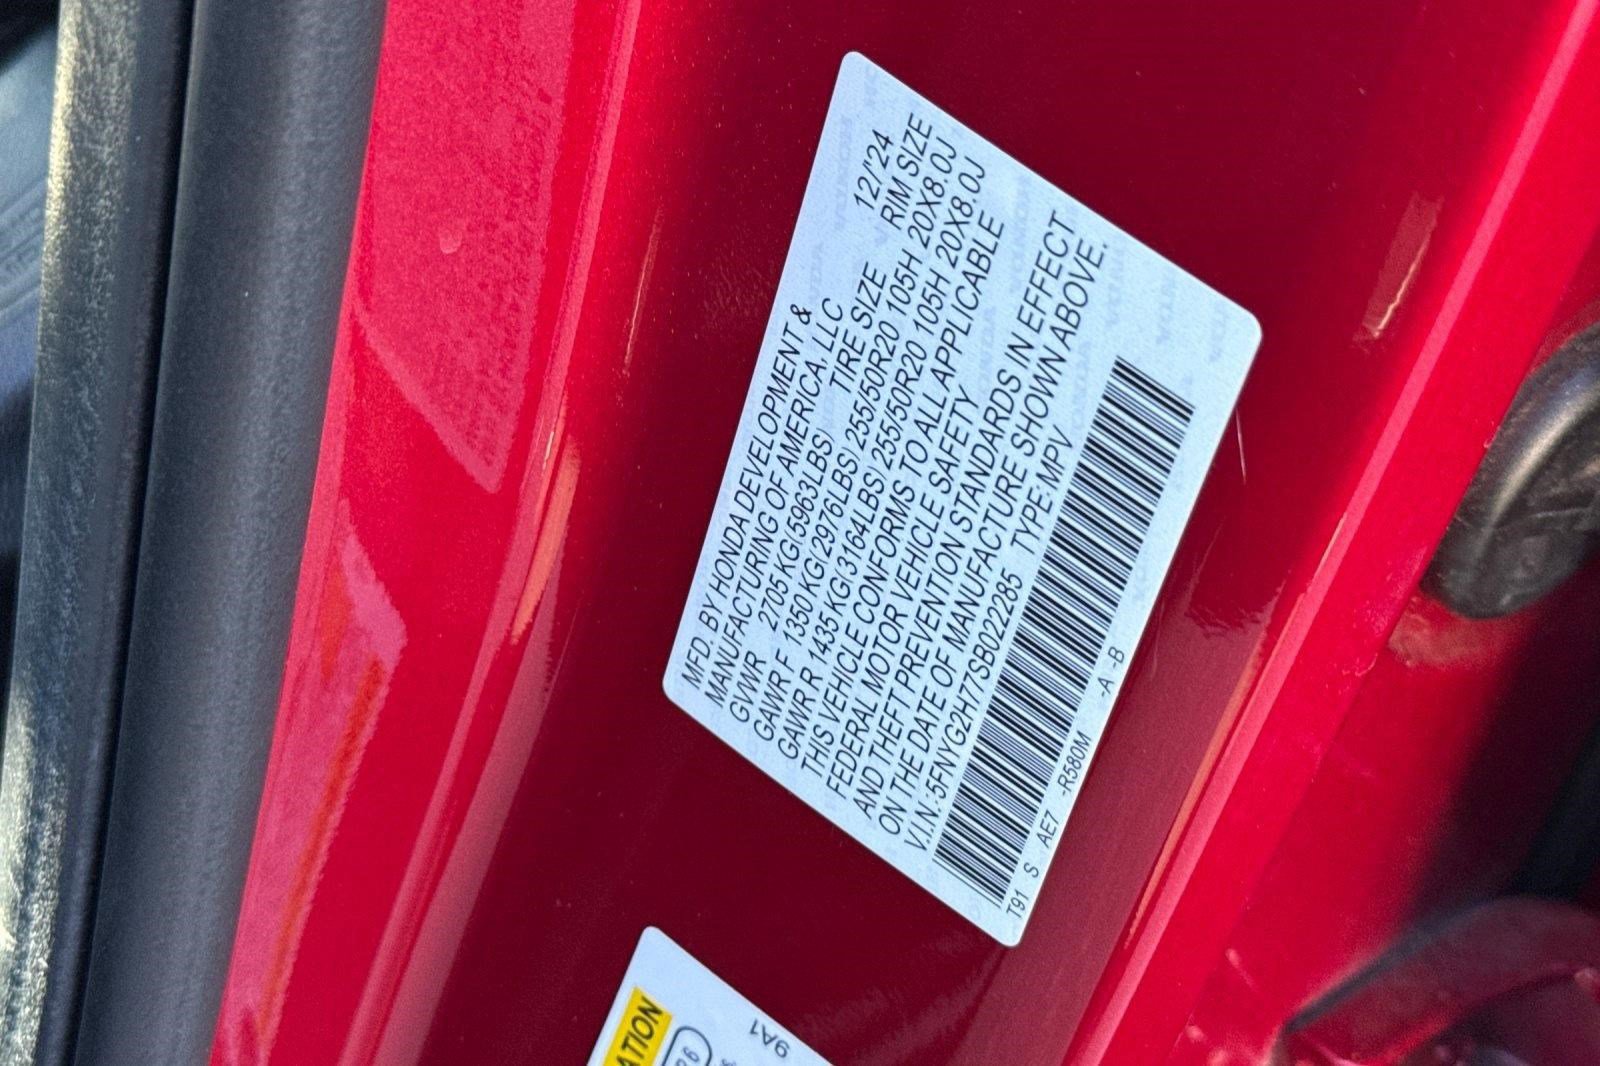 MFD. BY HONDA DEVELOPMENT &
MANUFACTURING OF AMERICA, LLC 12/"24
GVWR 2705 KG(5963LBS) TIRE SIZE RIM SIZE
GAWR F 1350 KG(2976LBS) 255/50R20 105H 20X8.0J
GAWR R 1435 KG(3164LBS) 255/50R20 105H 20X8.0J
THIS VEHICLE CONFORMS TO ALL APPLICABLE
FEDERAL MOTOR VEHICLE SAFETY
AND THEFT PREVENTION STANDARDS IN EFFECT
ON THE DATE OF MANUFACTURE SHOWN ABOVE.
V.I.N.: 5FNYG2H77SB022285 TYPE:MPV
T91 S AE7 -R580M -A -B
ATION
9A1